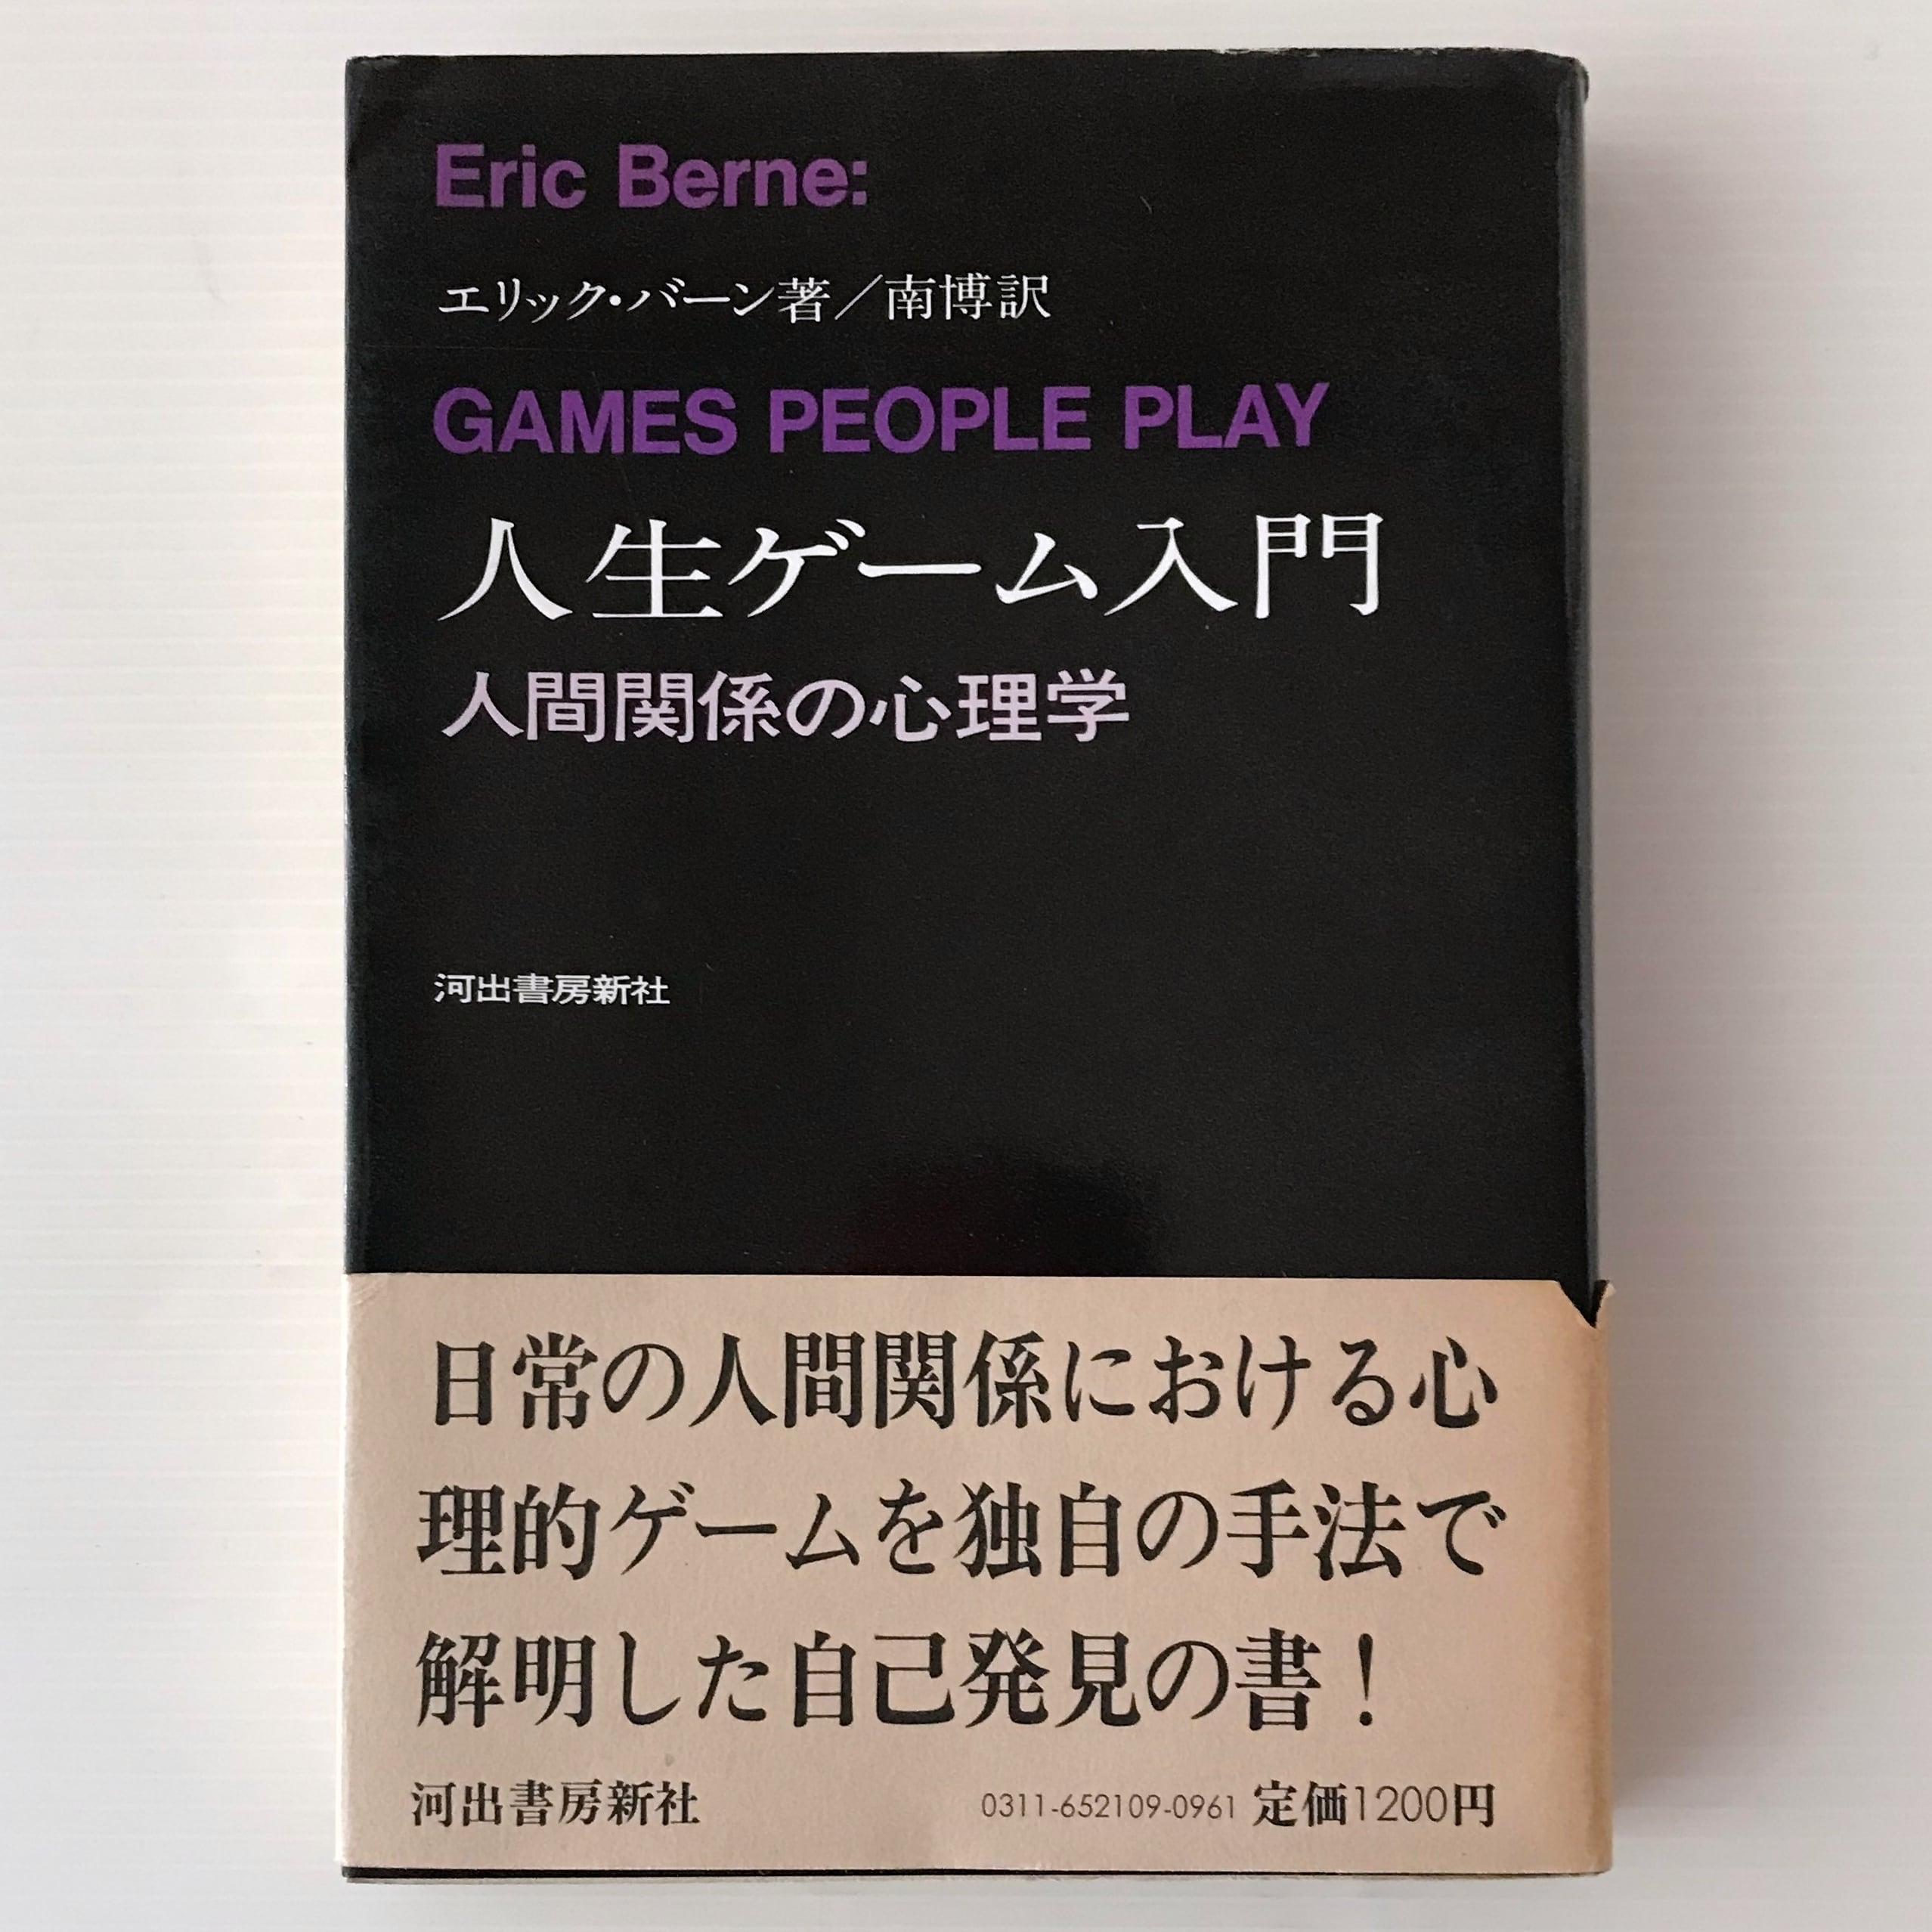 Eric Berne:
エリック・バーン著／南博訳
GAMES PEOPLE PLAY
人生ゲーム入門
人間関係の心理学
河出書房新社
日常の人間関係における心
理的ゲームを独自の手法で
解明した自己発見の書！
河出書房新社 0311-652109-0961 定価1200円